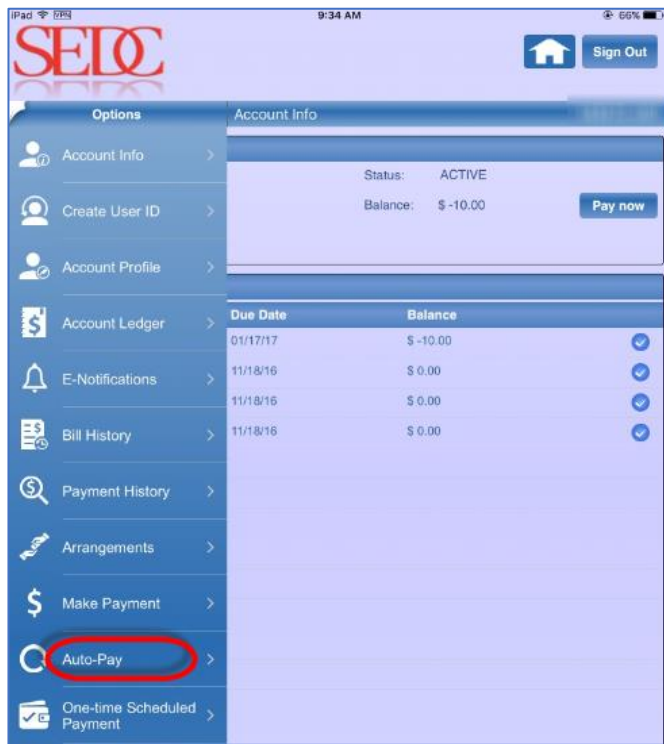 iPad VPN 9:34 AM 66%
SEDC
Sign Out
Options
Account Info
Account Info
Status: ACTIVE
Create User ID
Balance: $ -10.00
Pay now
Account Profile
Account Ledger
Due Date Balance
01/17/17 $ -10.00
E-Notifications
11/18/16 $ 0.00
11/18/16 $ 0.00
Bill History
11/18/16 $ 0.00
Payment History
Arrangements
Make Payment
Auto-Pay
One-time Scheduled
Payment